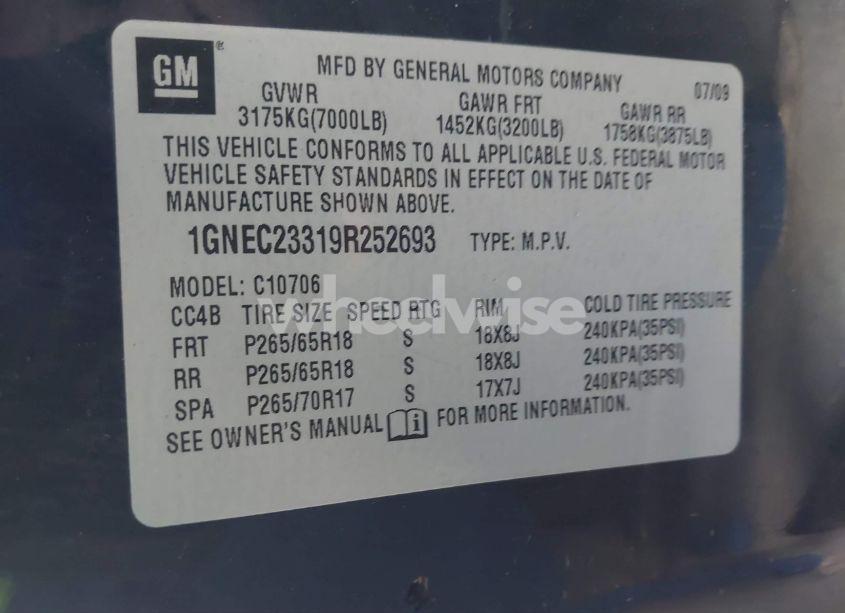 GM®
MFD BY GENERAL MOTORS COMPANY 07/09
GVWR GAWR FRT GAWR RR
3175KG(7000LB) 1452KG(3200LB) 1758KG(3875LB)
THIS VEHICLE CONFORMS TO ALL APPLICABLE U.S. FEDERAL MOTOR
VEHICLE SAFETY STANDARDS IN EFFECT ON THE DATE OF
MANUFACTURE SHOWN ABOVE.
1GNEC23319R252693 TYPE: M.P.V.
MODEL: C10706
wheelwise
CC4B TIRE SIZE SPEED RTG RIM COLD TIRE PRESSURE
FRT P265/65R18 S 18X8J 240KPA(35PSI)
RR P265/65R18 S 18X8J 240KPA(35PSI)
SPA P265/70R17 S 17X7J 240KPA(35PSI)
SEE OWNER'S MANUAL i FOR MORE INFORMATION.